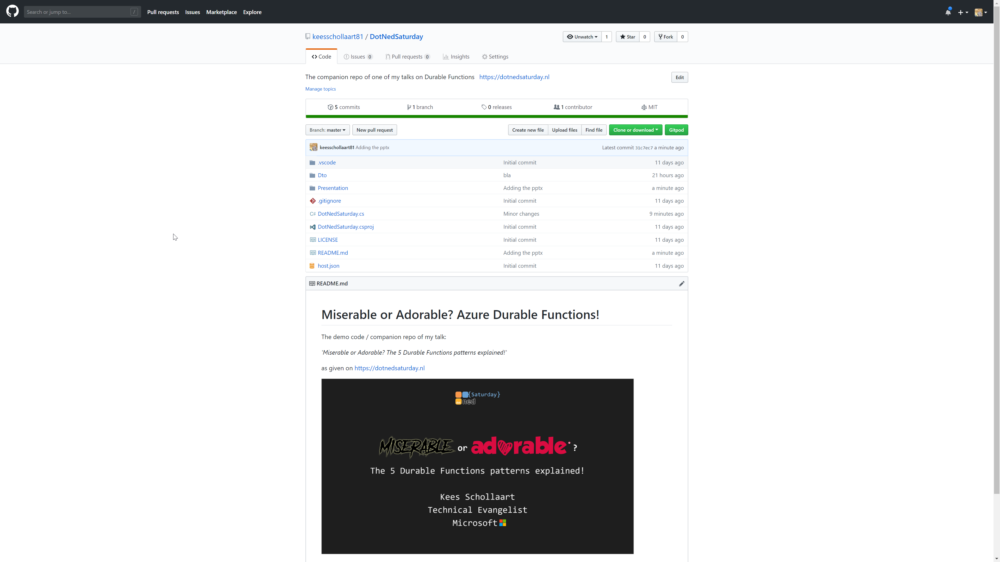 Search or jump to... / Pull requests Issues Marketplace Explore
keesschollaart81 / DotNedSaturday Unwatch 1 Star 0 Fork 0
Code Issues 0 Pull requests 0 Insights Settings
The companion repo of one of my talks on Durable Functions https://dotnedsaturday.nl Edit
Manage topics
5 commits 1 branch 0 releases 1 contributor MIT
Branch: master New pull request Create new file Upload files Find file Clone or download Gitpod
keesschollaart81 Adding the pptx Latest commit 31c7ec7 a minute ago
.vscode Initial commit 11 days ago
Dto bla 21 hours ago
Presentation Adding the pptx a minute ago
.gitignore Initial commit 11 days ago
C# DotNedSaturday.cs Minor changes 9 minutes ago
DotNedSaturday.csproj Initial commit 11 days ago
LICENSE Initial commit 11 days ago
README.md Adding the pptx a minute ago
host.json Initial commit 11 days ago
README.md
Miserable or Adorable? Azure Durable Functions!
The demo code / companion repo of my talk:
'Miserable or Adorable? The 5 Durable Functions patterns explained!'
as given on https://dotnedsaturday.nl
{Saturday}
dot ned
MISERABLE or adorable ?
The 5 Durable Functions patterns explained!
Kees Schollaart
Technical Evangelist
Microsoft